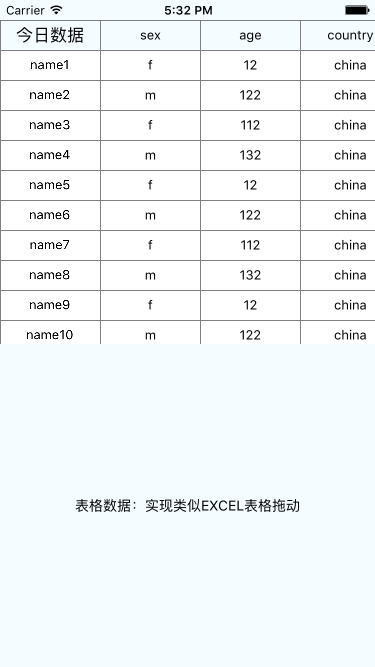 Carrier 5:32 PM
今日数据 sex age country
name1 f 12 china
name2 m 122 china
name3 f 112 china
name4 m 132 china
name5 f 12 china
name6 m 122 china
name7 f 112 china
name8 m 132 china
name9 f 12 china
name10 m 122 china
表格数据：实现类似EXCEL表格拖动